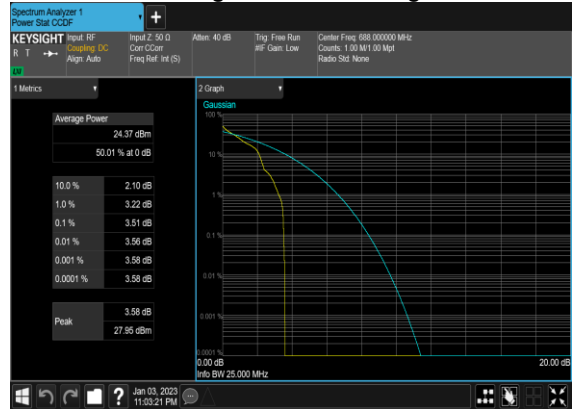 Spectrum Analyzer 1
Power Stat CCDF
KEYSIGHT
R T
Input: RF
Coupling: DC
Align: Auto
Input Z: 50 Ω
Corr CCorr
Freq Ref: Int (S)
Atten: 40 dB
Trig: Free Run
#IF Gain: Low
Center Freq: 688.000000 MHz
Counts: 1.00 M/1.00 Mpt
Radio Std: None
1 Metrics
Average Power
24.37 dBm
50.01 % at 0 dB
10.0 % 2.10 dB
1.0 % 3.22 dB
0.1 % 3.51 dB
0.01 % 3.56 dB
0.001 % 3.58 dB
0.0001 % 3.58 dB
Peak
3.58 dB
27.95 dBm
2 Graph
Gaussian
100 %
10 %
1 %
0.1 %
0.01 %
0.001 %
0.0001 %
0.00 dB 20.00 dB
Info BW 25.000 MHz
Jan 03, 2023
11:03:21 PM